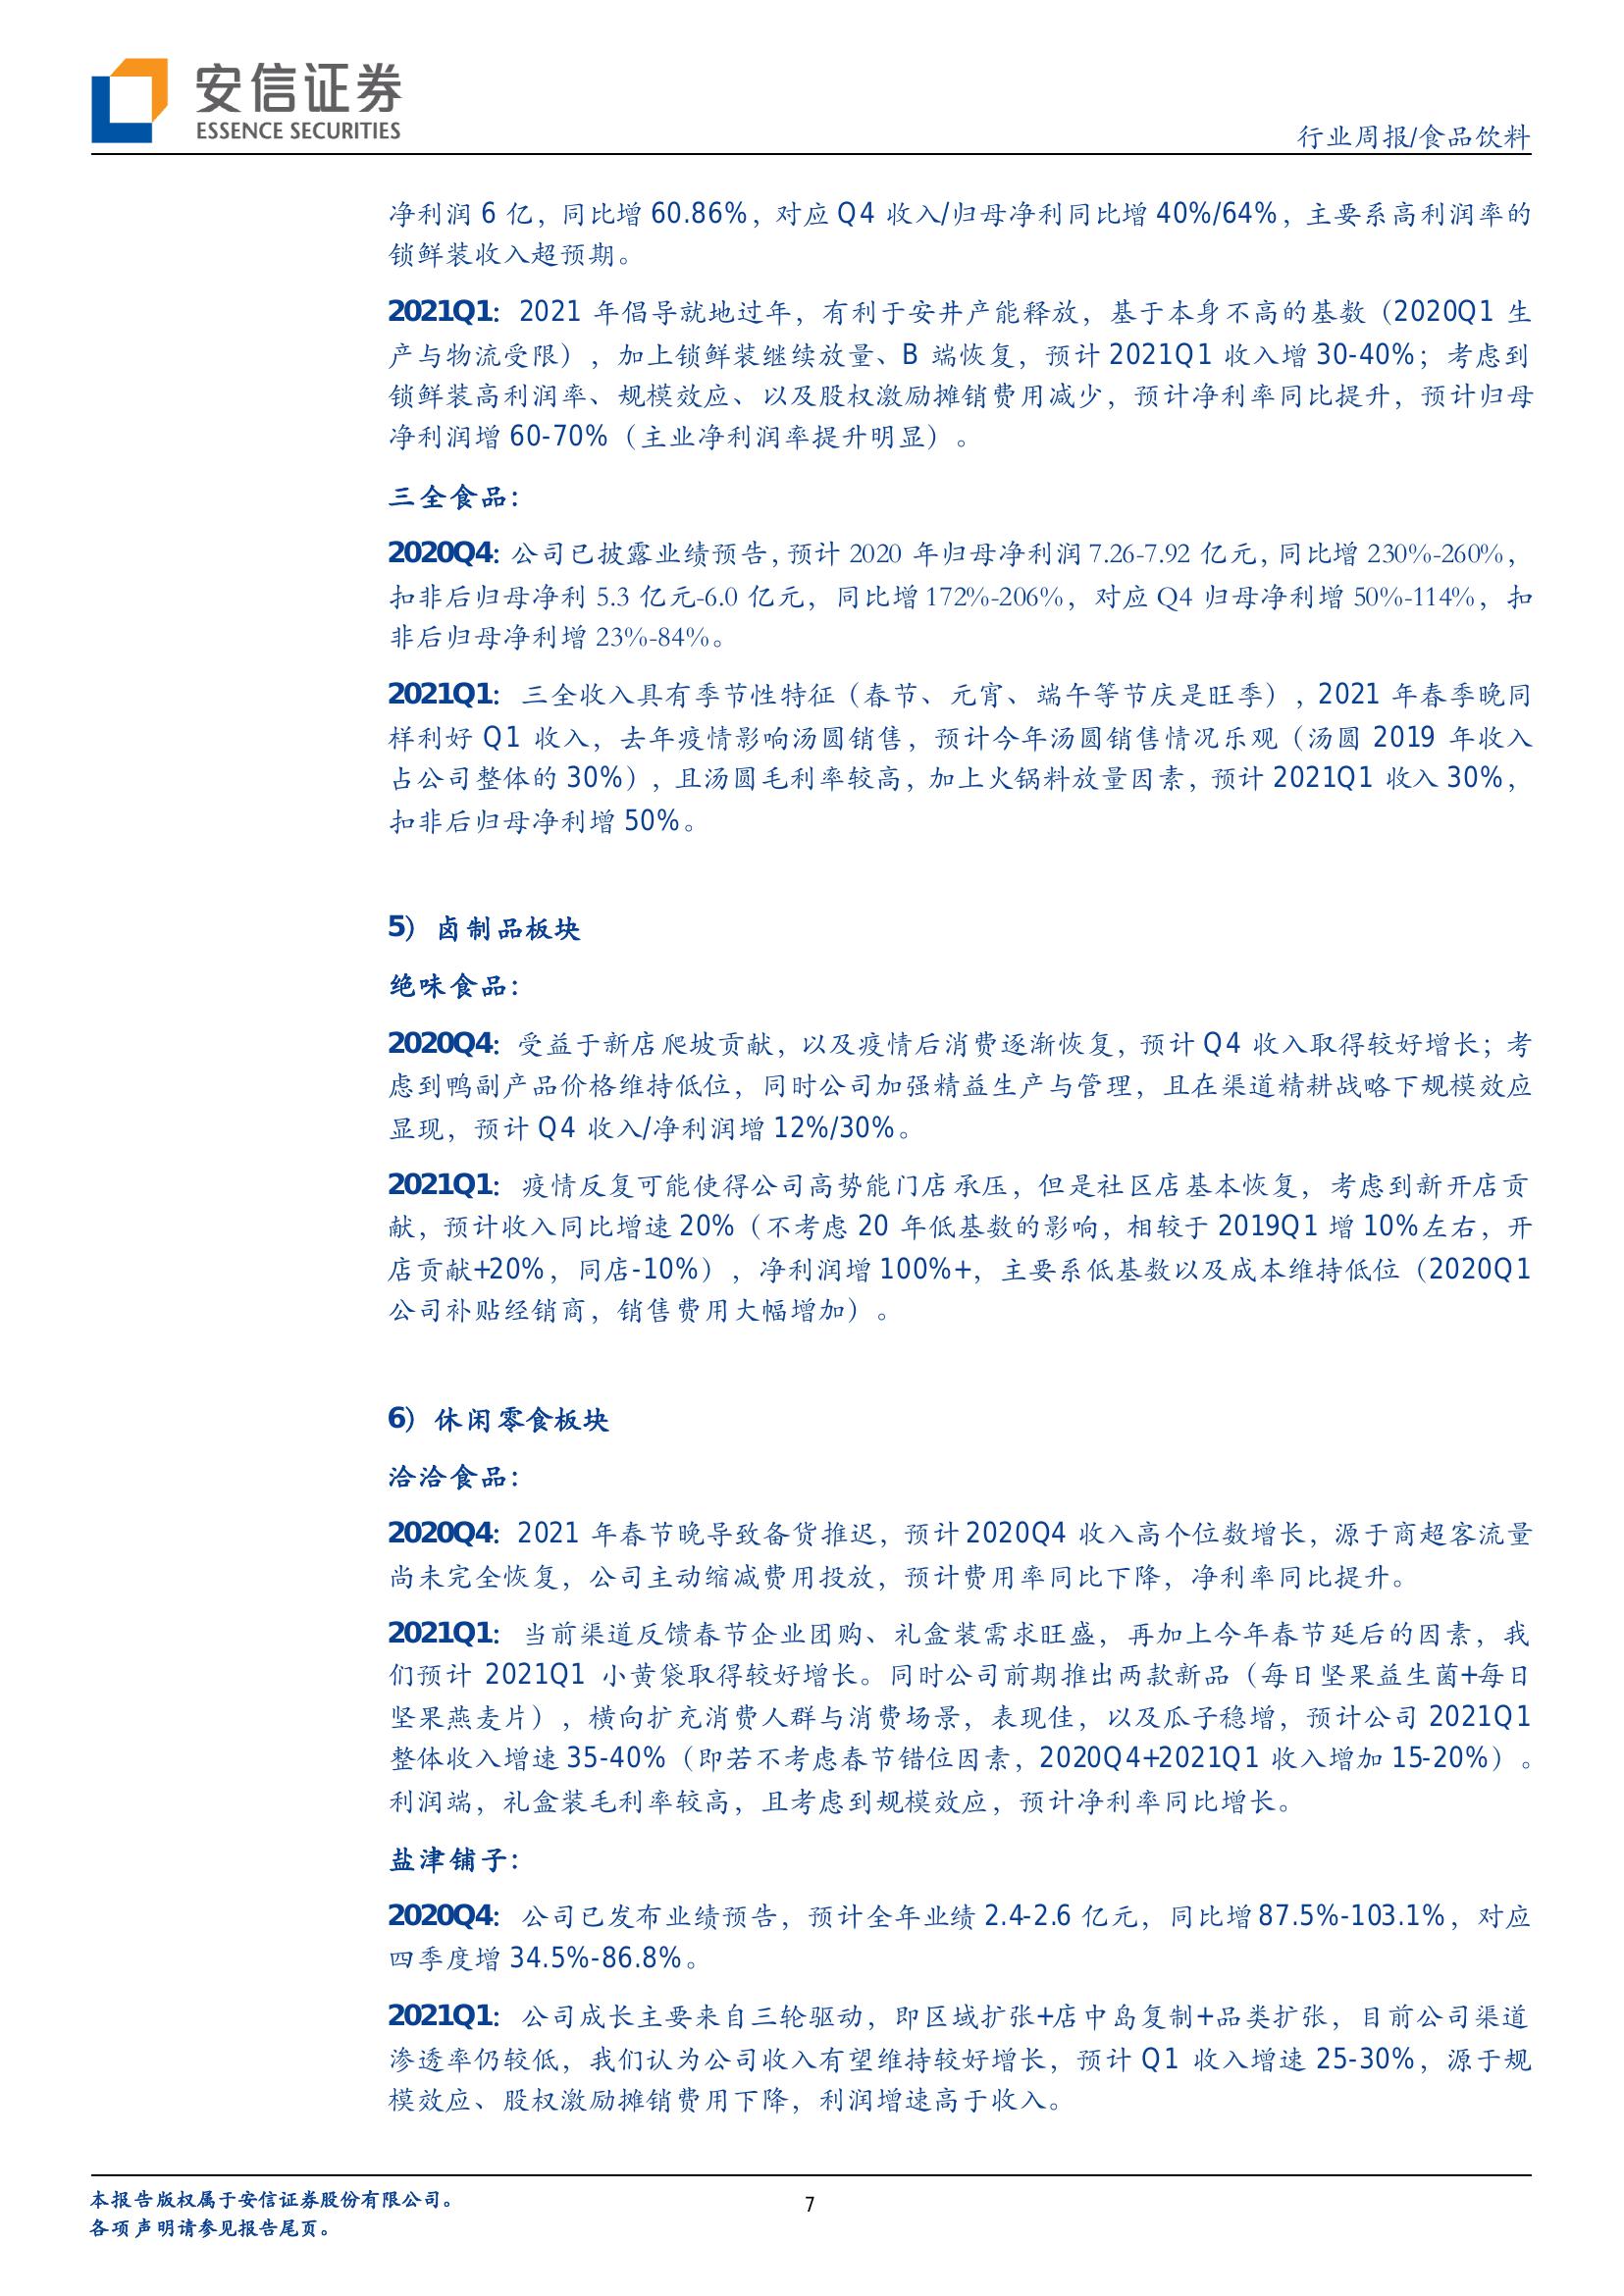 安信证券
ESSENCE SECURITIES
行业周报/食品饮料
净利润 6 亿，同比增 60.86%，对应 Q4 收入/归母净利同比增 40%/64%，主要系高利润率的
锁鲜装收入超预期。
2021Q1：2021 年倡导就地过年，有利于安井产能释放，基于本身不高的基数（2020Q1 生
产与物流受限），加上锁鲜装继续放量、B 端恢复，预计 2021Q1 收入增 30-40%；考虑到
锁鲜装高利润率、规模效应、以及股权激励摊销费用减少，预计净利率同比提升，预计归母
净利润增 60-70%（主业净利润率提升明显）。
三全食品：
2020Q4：公司已披露业绩预告，预计 2020 年归母净利润 7.26-7.92 亿元，同比增 230%-260%，
扣非后归母净利 5.3 亿元-6.0 亿元，同比增 172%-206%，对应 Q4 归母净利增 50%-114%，扣
非后归母净利增 23%-84%。
2021Q1：三全收入具有季节性特征（春节、元宵、端午等节庆是旺季），2021 年春季晚同
样利好 Q1 收入，去年疫情影响汤圆销售，预计今年汤圆销售情况乐观（汤圆 2019 年收入
占公司整体的 30%），且汤圆毛利率较高，加上火锅料放量因素，预计 2021Q1 收入 30%，
扣非后归母净利增 50%。
5）卤制品板块
绝味食品：
2020Q4：受益于新店爬坡贡献，以及疫情后消费逐渐恢复，预计 Q4 收入取得较好增长；考
虑到鸭副产品价格维持低位，同时公司加强精益生产与管理，且在渠道精耕战略下规模效应
显现，预计 Q4 收入/净利润增 12%/30%。
2021Q1：疫情反复可能使得公司高势能门店承压，但是社区店基本恢复，考虑到新开店贡
献，预计收入同比增速 20%（不考虑 20 年低基数的影响，相较于 2019Q1 增 10%左右，开
店贡献+20%，同店-10%），净利润增 100%+，主要系低基数以及成本维持低位（2020Q1
公司补贴经销商，销售费用大幅增加）。
6）休闲零食板块
洽洽食品：
2020Q4：2021 年春节晚导致备货推迟，预计 2020Q4 收入高个位数增长，源于商超客流量
尚未完全恢复，公司主动缩减费用投放，预计费用率同比下降，净利率同比提升。
2021Q1：当前渠道反馈春节企业团购、礼盒装需求旺盛，再加上今年春节延后的因素，我
们预计 2021Q1 小黄袋取得较好增长。同时公司前期推出两款新品（每日坚果益生菌+每日
坚果燕麦片），横向扩充消费人群与消费场景，表现佳，以及瓜子稳增，预计公司 2021Q1
整体收入增速 35-40%（即若不考虑春节错位因素，2020Q4+2021Q1 收入增加 15-20%）。
利润端，礼盒装毛利率较高，且考虑到规模效应，预计净利率同比增长。
盐津铺子：
2020Q4：公司已发布业绩预告，预计全年业绩 2.4-2.6 亿元，同比增 87.5%-103.1%，对应
四季度增 34.5%-86.8%。
2021Q1：公司成长主要来自三轮驱动，即区域扩张+店中岛复制+品类扩张，目前公司渠道
渗透率仍较低，我们认为公司收入有望维持较好增长，预计 Q1 收入增速 25-30%，源于规
模效应、股权激励摊销费用下降，利润增速高于收入。
本报告版权属于安信证券股份有限公司。
各项声明请参见报告尾页。
7